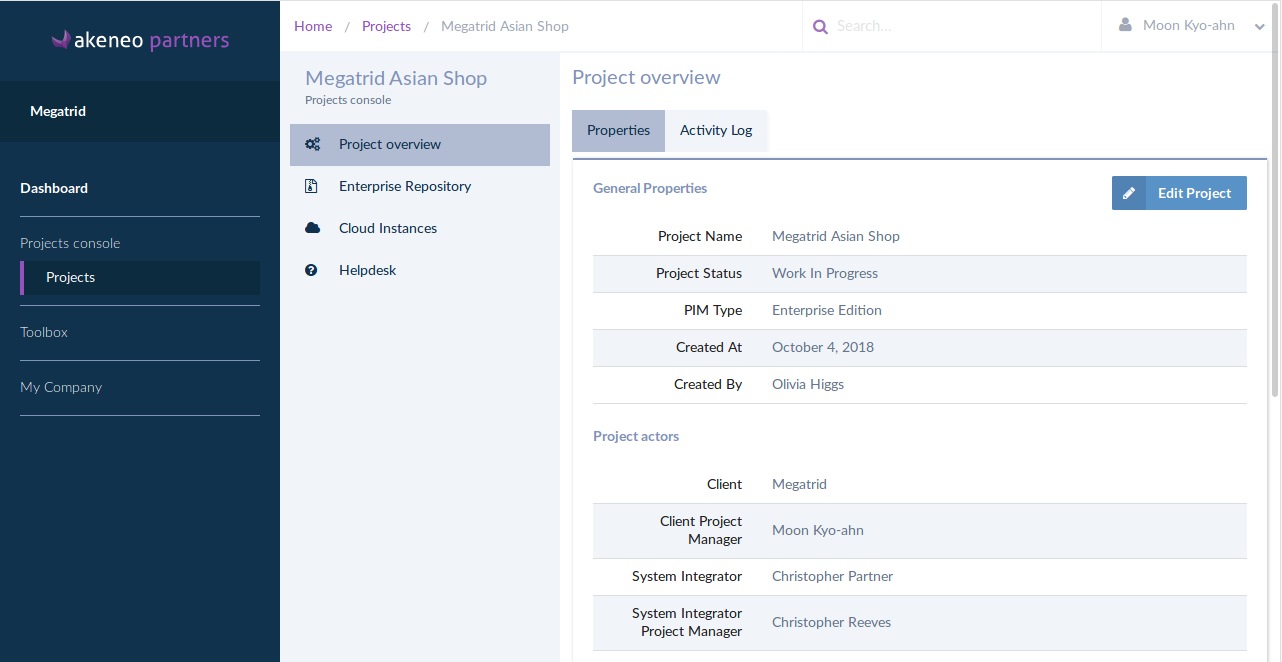 akeneo partners
Megatrid
Dashboard
Projects console
Projects
Toolbox
My Company
Home / Projects / Megatrid Asian Shop
Search...
Moon Kyo-ahn
Megatrid Asian Shop
Projects console
Project overview
Enterprise Repository
Cloud Instances
Helpdesk
Project overview
Properties
Activity Log
General Properties
Edit Project
Project Name Megatrid Asian Shop
Project Status Work In Progress
PIM Type Enterprise Edition
Created At October 4, 2018
Created By Olivia Higgs
Project actors
Client Megatrid
Client Project
Manager
Moon Kyo-ahn
System Integrator Christopher Partner
System Integrator
Project Manager
Christopher Reeves